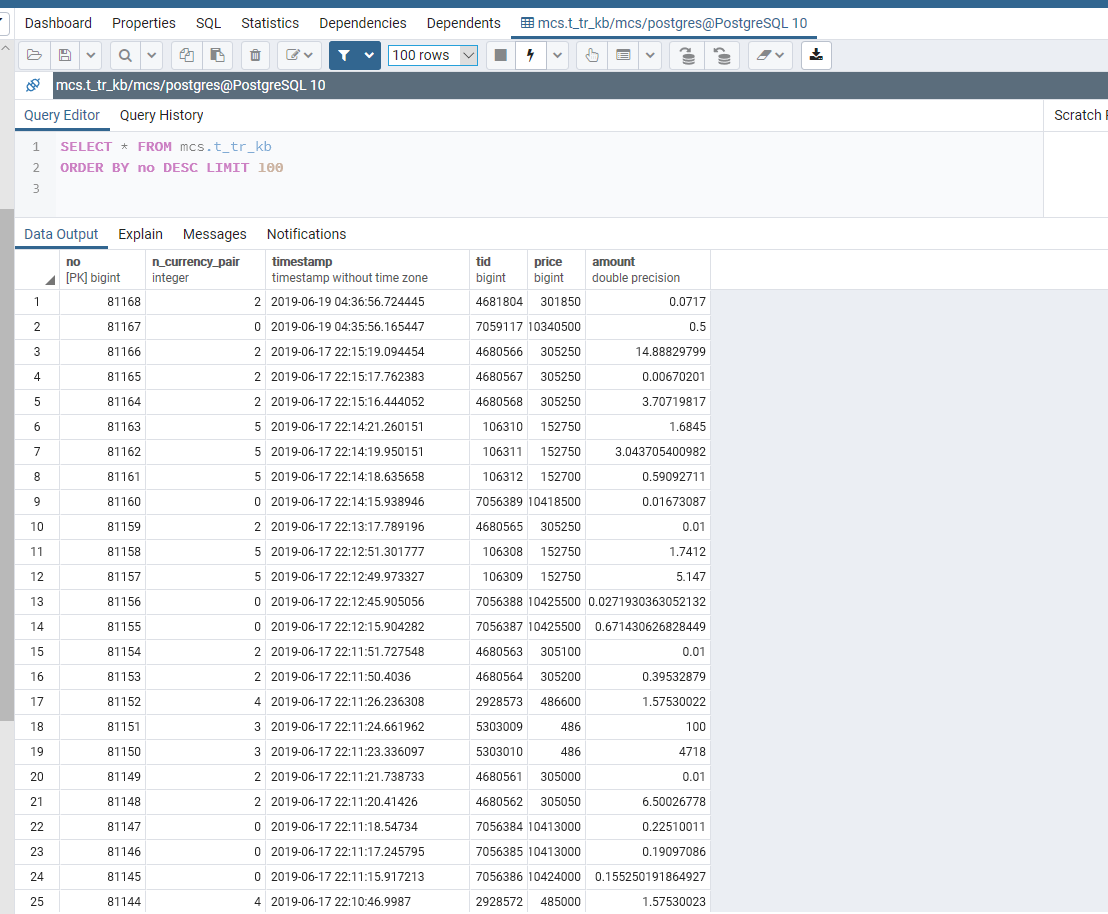 Dashboard Properties SQL Statistics Dependencies Dependents mcs.t_tr_kb/mcs/postgres@PostgreSQL 10
100 rows
mcs.t_tr_kb/mcs/postgres@PostgreSQL 10
Query Editor Query History Scratch P
1 SELECT * FROM mcs.t_tr_kb
2 ORDER BY no DESC LIMIT 100
3
Data Output Explain Messages Notifications
no n_currency_pair timestamp tid price amount
[PK] bigint integer timestamp without time zone bigint bigint double precision
1 81168 2 2019-06-19 04:36:56.724445 4681804 301850 0.0717
2 81167 0 2019-06-19 04:35:56.165447 7059117 10340500 0.5
3 81166 2 2019-06-17 22:15:19.094454 4680566 305250 14.88829799
4 81165 2 2019-06-17 22:15:17.762383 4680567 305250 0.00670201
5 81164 2 2019-06-17 22:15:16.444052 4680568 305250 3.70719817
6 81163 5 2019-06-17 22:14:21.260151 106310 152750 1.6845
7 81162 5 2019-06-17 22:14:19.950151 106311 152750 3.043705400982
8 81161 5 2019-06-17 22:14:18.635658 106312 152700 0.59092711
9 81160 0 2019-06-17 22:14:15.938946 7056389 10418500 0.01673087
10 81159 2 2019-06-17 22:13:17.789196 4680565 305250 0.01
11 81158 5 2019-06-17 22:12:51.301777 106308 152750 1.7412
12 81157 5 2019-06-17 22:12:49.973327 106309 152750 5.147
13 81156 0 2019-06-17 22:12:45.905056 7056388 10425500 0.0271930363052132
14 81155 0 2019-06-17 22:12:15.904282 7056387 10425500 0.671430626828449
15 81154 2 2019-06-17 22:11:51.727548 4680563 305100 0.01
16 81153 2 2019-06-17 22:11:50.4036 4680564 305200 0.39532879
17 81152 4 2019-06-17 22:11:26.236308 2928573 486600 1.57530022
18 81151 3 2019-06-17 22:11:24.661962 5303009 486 100
19 81150 3 2019-06-17 22:11:23.336097 5303010 486 4718
20 81149 2 2019-06-17 22:11:21.738733 4680561 305000 0.01
21 81148 2 2019-06-17 22:11:20.41426 4680562 305050 6.50026778
22 81147 0 2019-06-17 22:11:18.54734 7056384 10413000 0.22510011
23 81146 0 2019-06-17 22:11:17.245795 7056385 10413000 0.19097086
24 81145 0 2019-06-17 22:11:15.917213 7056386 10424000 0.155250191864927
25 81144 4 2019-06-17 22:10:46.9987 2928572 485000 1.57530023